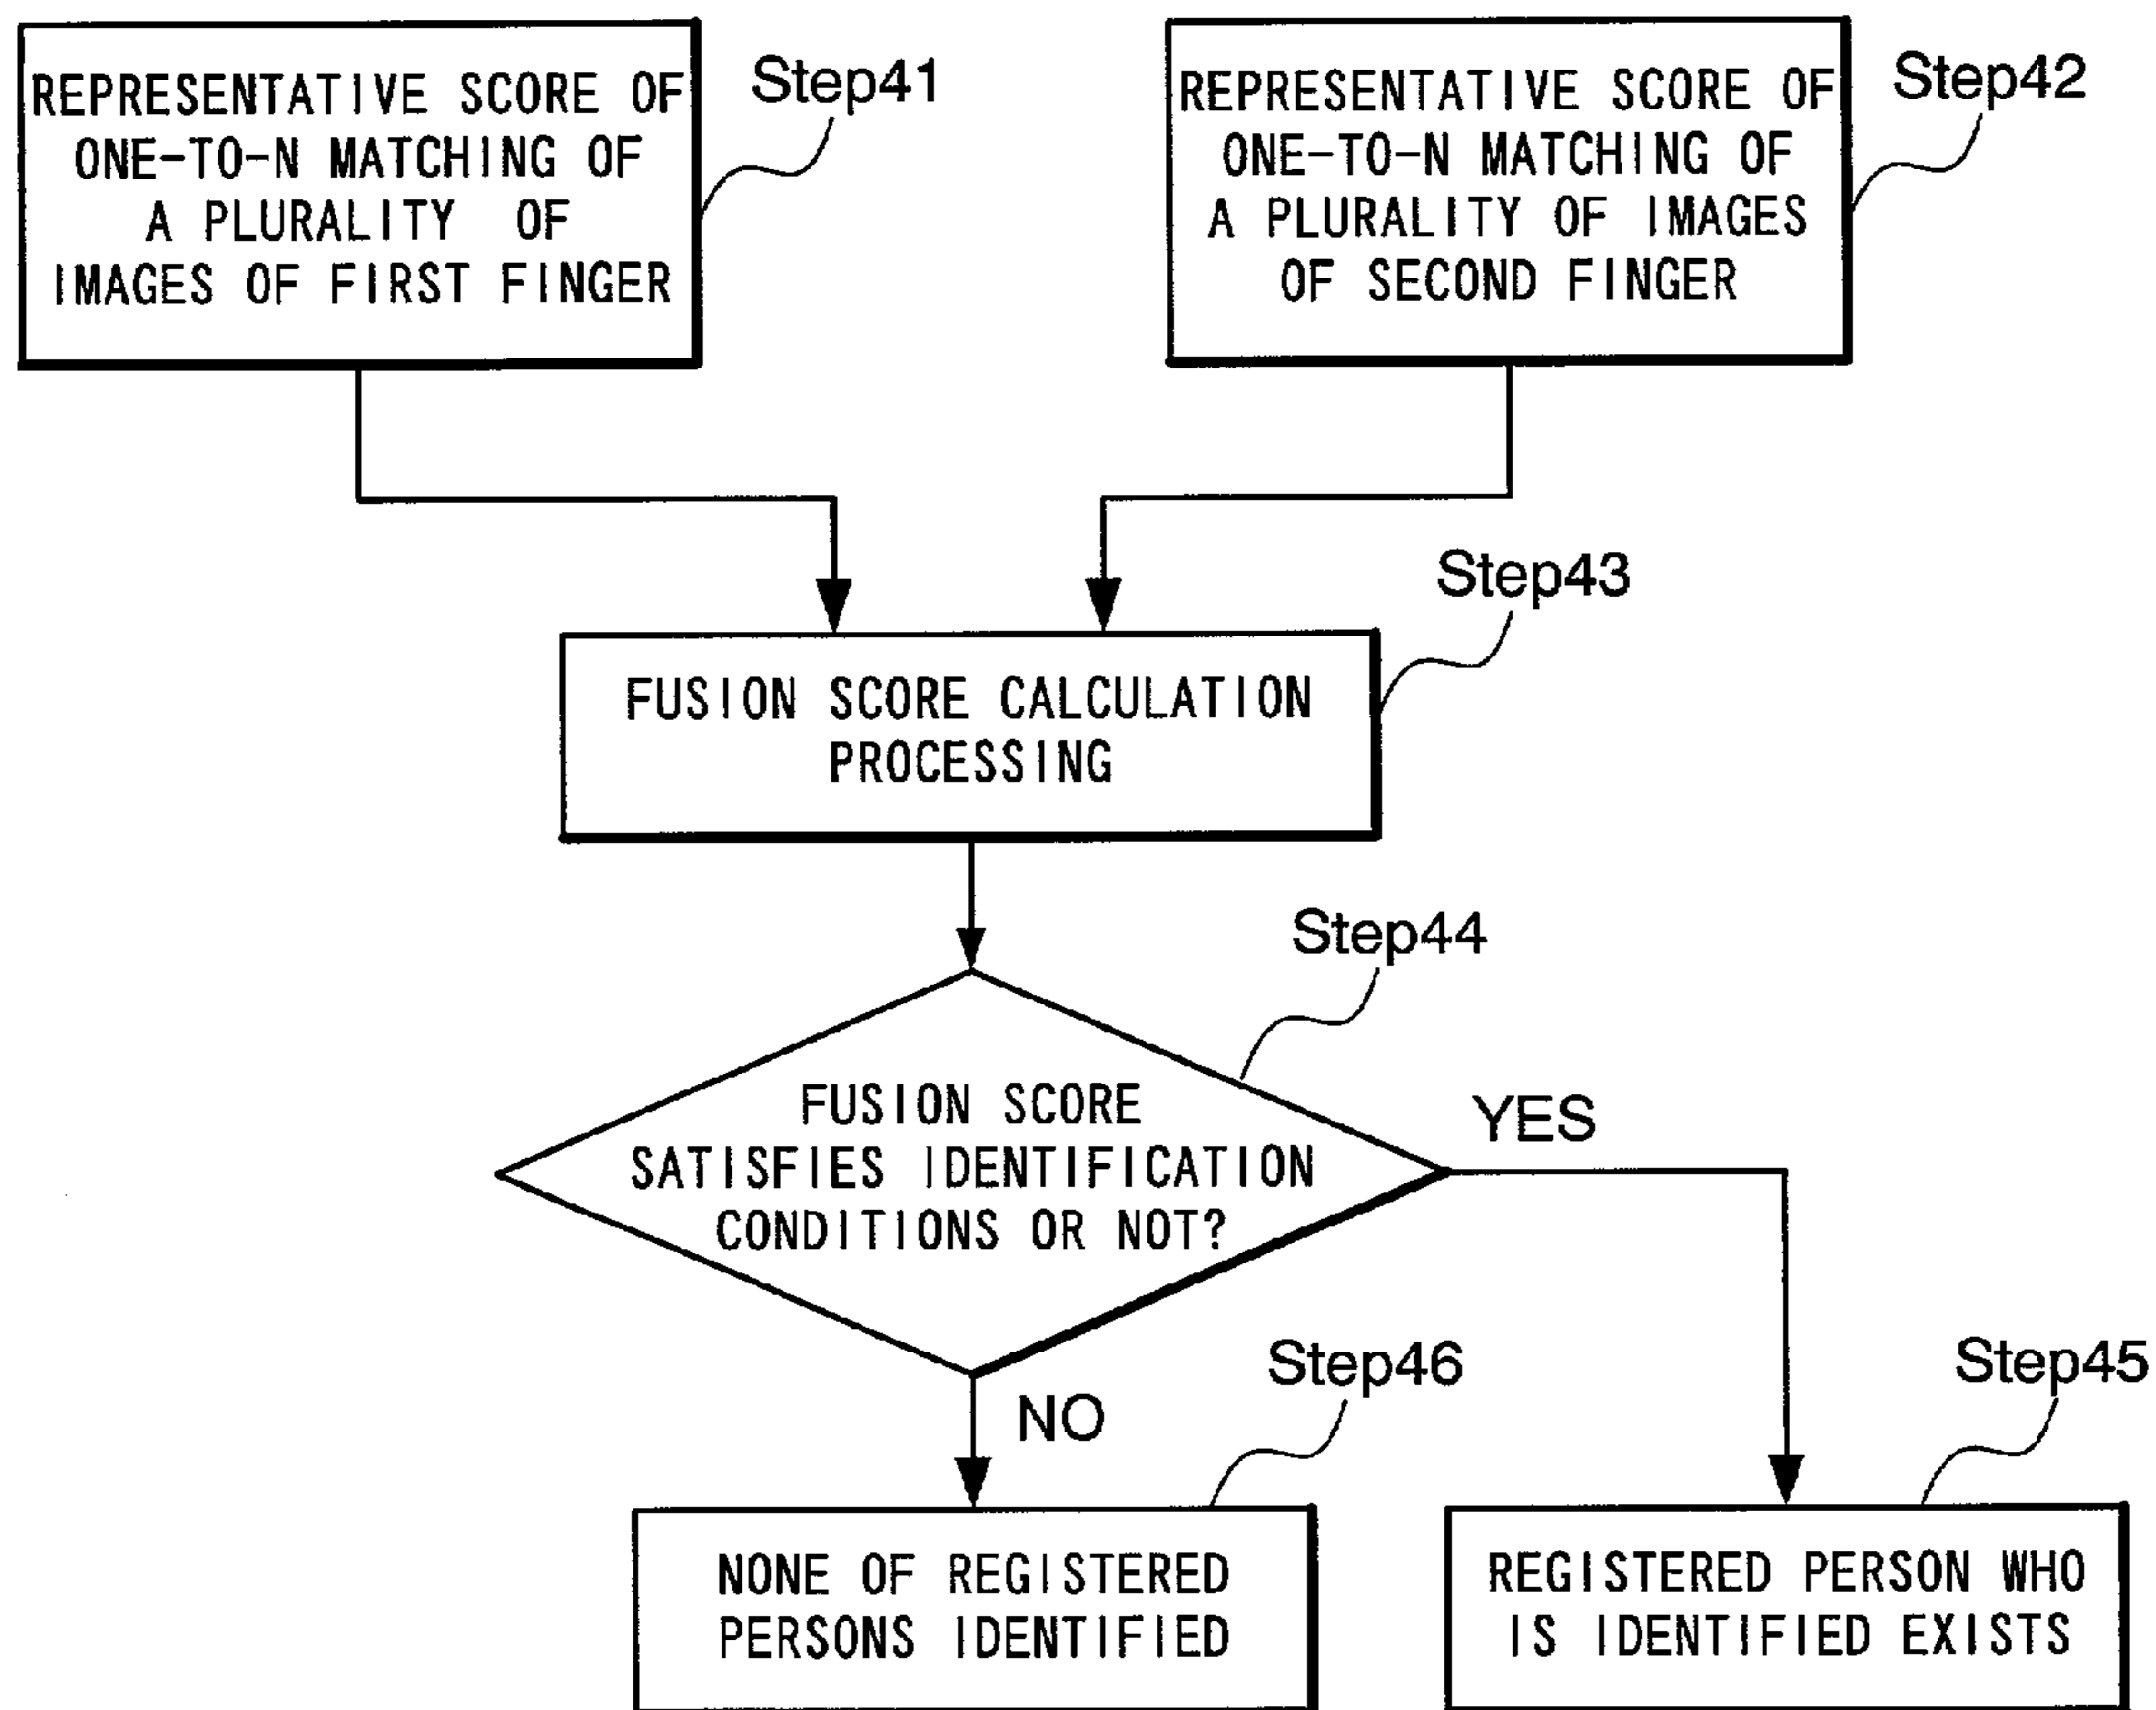 REPRESENTATIVE SCORE OF
ONE-TO-N MATCHING OF
A PLURALITY OF
IMAGES OF FIRST FINGER
Step41
REPRESENTATIVE SCORE OF
ONE-TO-N MATCHING OF
A PLURALITY OF IMAGES
OF SECOND FINGER
Step42
Step43
FUSION SCORE CALCULATION
PROCESSING
Step44
FUSION SCORE
SATISFIES IDENTIFICATION
CONDITIONS OR NOT?
YES
NO
Step46
Step45
NONE OF REGISTERED
PERSONS IDENTIFIED
REGISTERED PERSON WHO
IS IDENTIFIED EXISTS